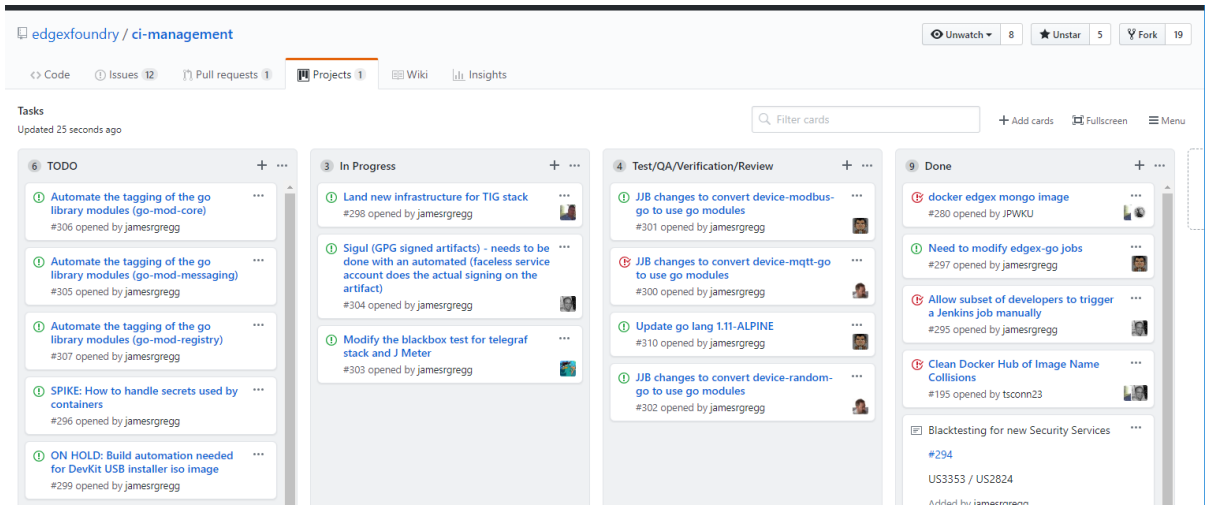 edgexfoundry / ci-management
Unwatch 8
Unstar 5
Fork 19
Code
Issues 12
Pull requests 1
Projects 1
Wiki
Insights
Tasks
Updated 25 seconds ago
Filter cards
Add cards
Fullscreen
Menu
6 TODO
Automate the tagging of the go
library modules (go-mod-core)
#306 opened by jamesrgregg
Automate the tagging of the go
library modules (go-mod-messaging)
#305 opened by jamesrgregg
Automate the tagging of the go
library modules (go-mod-registry)
#307 opened by jamesrgregg
SPIKE: How to handle secrets used by
containers
#296 opened by jamesrgregg
ON HOLD: Build automation needed
for DevKit USB installer iso image
#299 opened by jamesrgregg
3 In Progress
Land new infrastructure for TIG stack
#298 opened by jamesrgregg
Sigul (GPG signed artifacts) - needs to be
done with an automated (faceless service
account does the actual signing on the
artifact)
#304 opened by jamesrgregg
Modify the blackbox test for telegraf
stack and J Meter
#303 opened by jamesrgregg
4 Test/QA/Verification/Review
JJB changes to convert device-modbus-
go to use go modules
#301 opened by jamesrgregg
JJB changes to convert device-mqtt-go
to use go modules
#300 opened by jamesrgregg
Update go lang 1.11-ALPINE
#310 opened by jamesrgregg
JJB changes to convert device-random-
go to use go modules
#302 opened by jamesrgregg
9 Done
docker edgex mongo image
#280 opened by JPWKU
Need to modify edgex-go jobs
#297 opened by jamesrgregg
Allow subset of developers to trigger
a Jenkins job manually
#295 opened by jamesrgregg
Clean Docker Hub of Image Name
Collisions
#195 opened by tsconn23
Blacktesting for new Security Services
#294
US3353 / US2824
Added by jamesrgregg